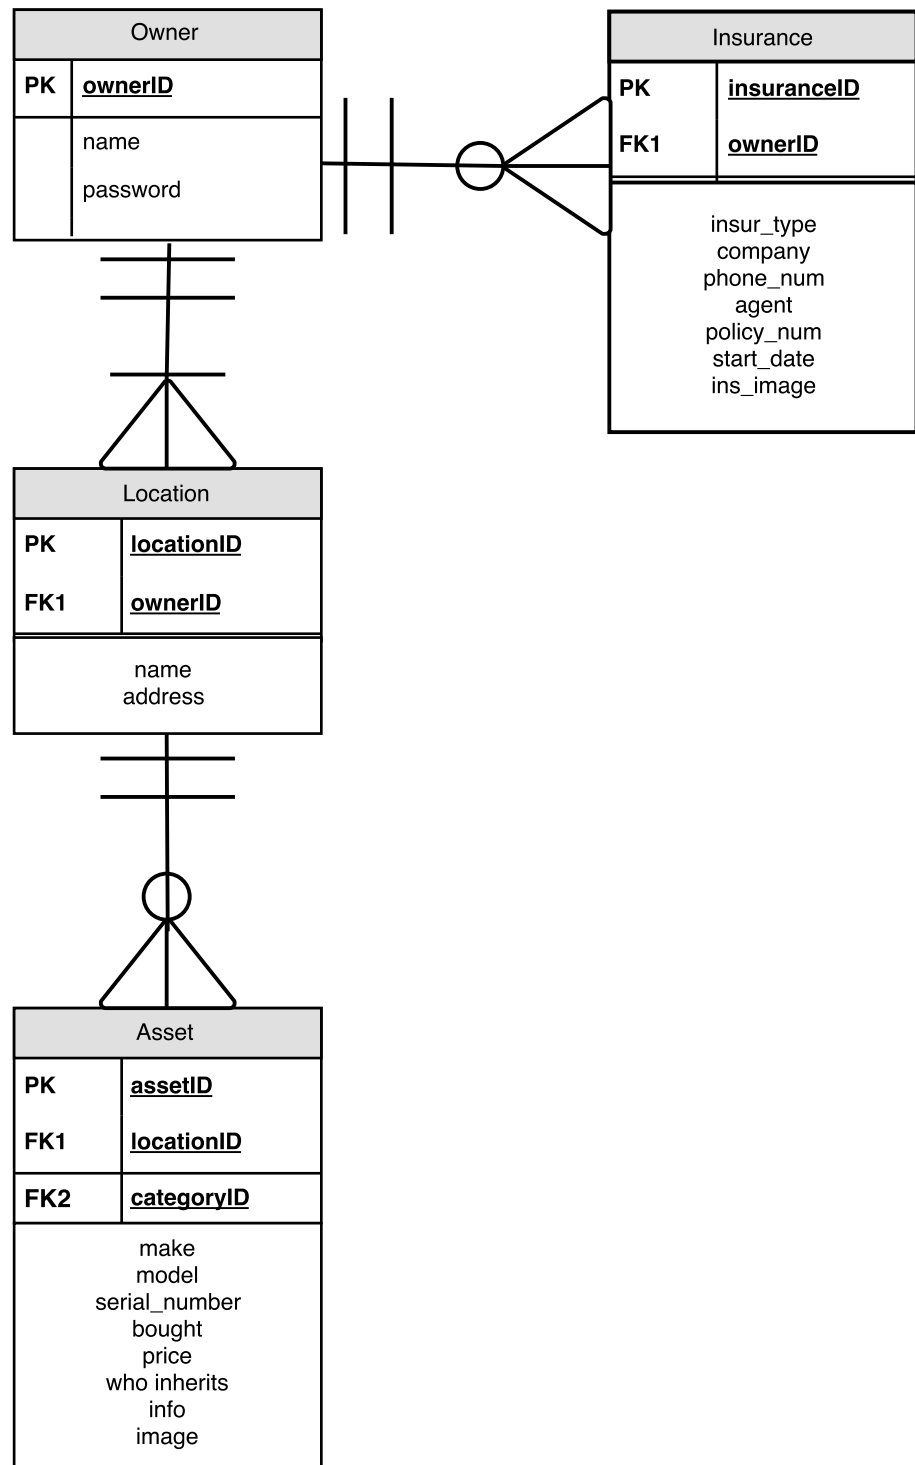 Owner
PK ownerID
name
password
Insurance
PK insuranceID
FK1 ownerID
insur_type
company
phone_num
agent
policy_num
start_date
ins_image
Location
PK locationID
FK1 ownerID
name
address
Asset
PK assetID
FK1 locationID
FK2 categoryID
make
model
serial_number
bought
price
who inherits
info
image